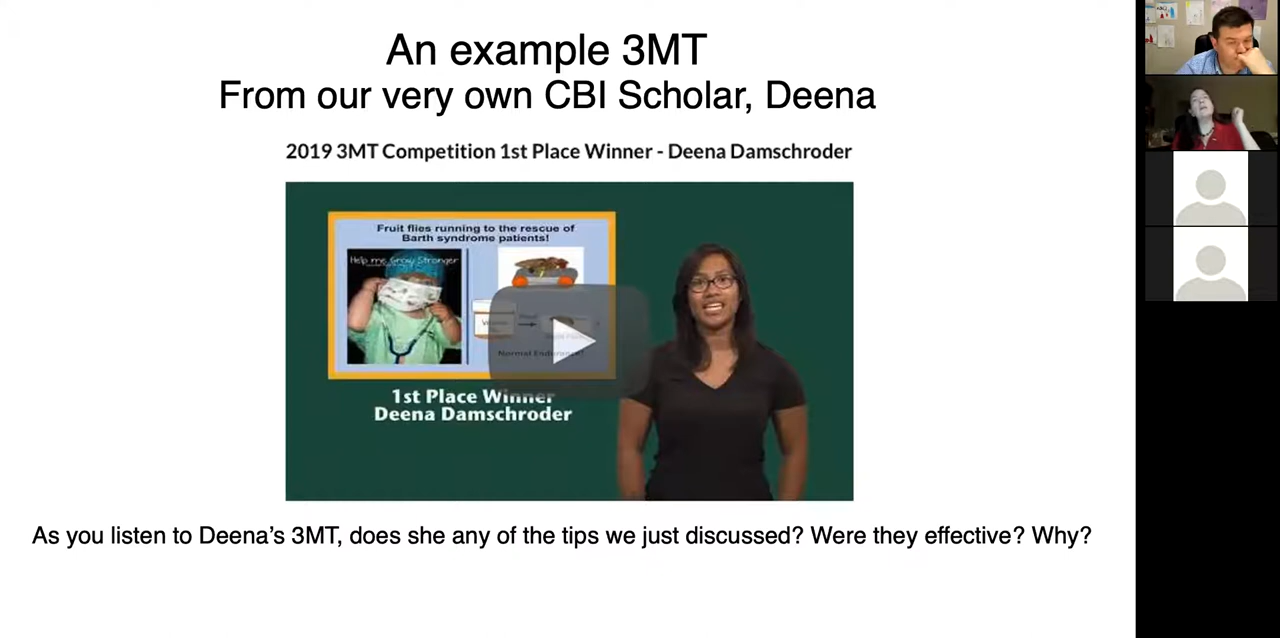 An example 3MT
From our very own CBI Scholar, Deena
2019 3MT Competition 1st Place Winner - Deena Damschroder
Fruit flies running to the rescue of
Barth syndrome patients!
Help me Grow Stronger
1st Place Winner
Deena Damschroder
As you listen to Deena's 3MT, does she any of the tips we just discussed? Were they effective? Why?